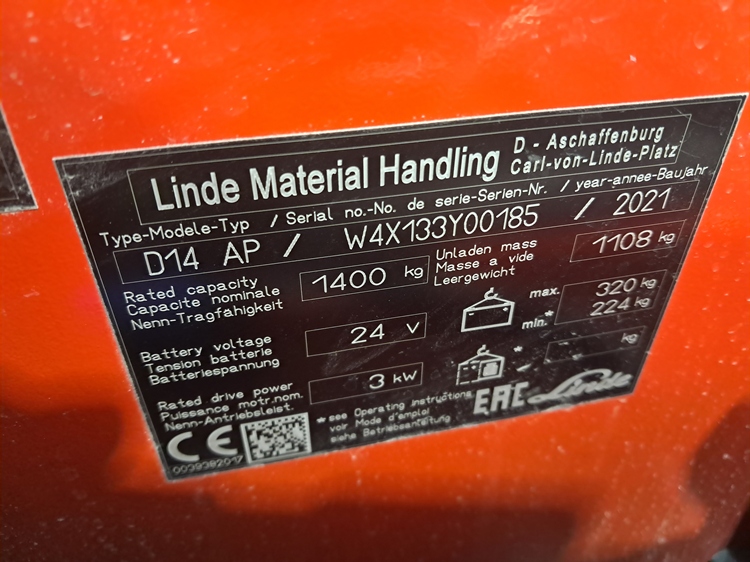 Linde Material Handling D - Aschaffenburg
Carl-von-Linde-Platz
Type-Modele-Typ / Serial no.-No. de serie-Serien-Nr. / year-annee-Baujahr
D14 AP / W4X133Y00185 / 2021
Rated capacity
Capacite nominale
Nenn-Tragfähigkeit
1400 kg
Unladen mass
Masse a vide
Leergewicht
1108 kg
Battery voltage
Tension batterie
Batteriespannung
24 V
max. 320 kg
min.* 224 kg
Rated drive power
Puissance motr.nom.
Nenn-Antriebsleist.
3 kW
* kg
*see Operating instructions
voir Mode d'emploi
siehe Betriebsanleitung
EAC Linde
CE
0039382017